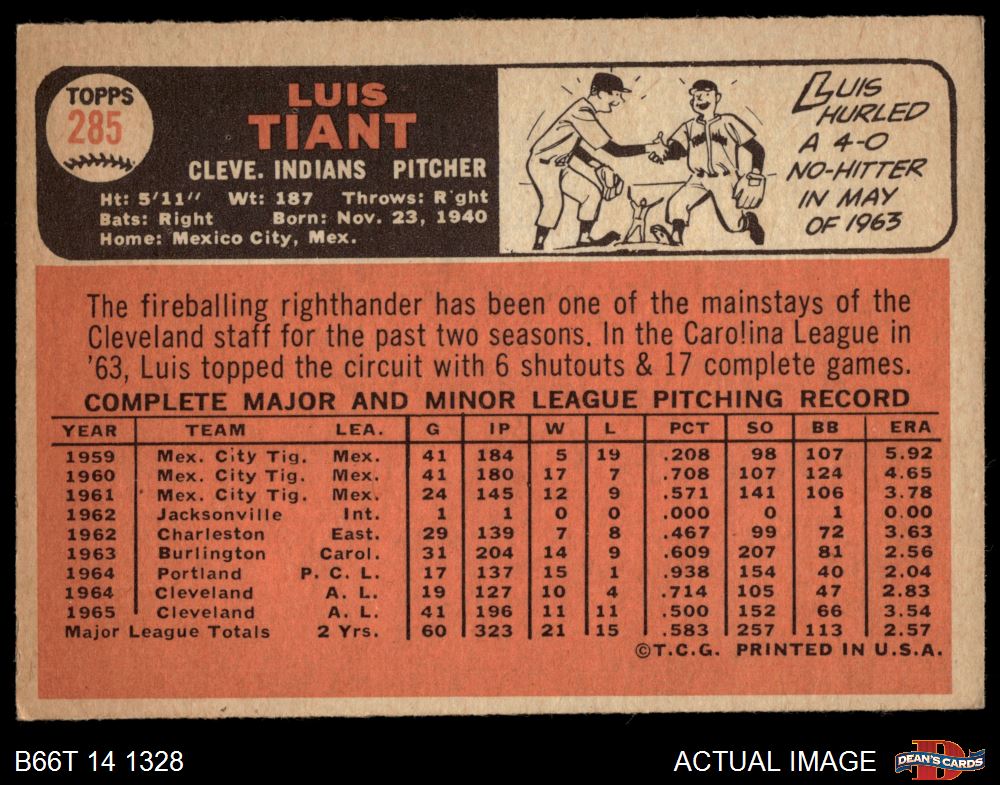 TOPPS
285
LUIS
TIANT
CLEVE. INDIANS PITCHER
Ht: 5'11" Wt: 187 Throws: R'ght
Bats: Right Born: Nov. 23, 1940
Home: Mexico City, Mex.
LUIS
HURLED
A 4-0
NO-HITTER
IN MAY
OF 1963
The fireballing righthander has been one of the mainstays of the
Cleveland staff for the past two seasons. In the Carolina League in
'63, Luis topped the circuit with 6 shutouts & 17 complete games.
COMPLETE MAJOR AND MINOR LEAGUE PITCHING RECORD
YEAR TEAM LEA. G IP W L PCT SO BB ERA
1959 Mex. City Tig. Mex. 41 184 5 19 .208 98 107 5.92
1960 Mex. City Tig. Mex. 41 180 17 7 .708 107 124 4.65
1961 Mex. City Tig. Mex. 24 145 12 9 .571 141 106 3.78
1962 Jacksonville Int. 1 1 0 0 .000 0 1 0.00
1962 Charleston East. 29 139 7 8 .467 99 72 3.63
1963 Burlington Carol. 31 204 14 9 .609 207 81 2.56
1964 Portland P. C. L. 17 137 15 1 .938 154 40 2.04
1964 Cleveland A. L. 19 127 10 4 .714 105 47 2.83
1965 Cleveland A. L. 41 196 11 11 .500 152 66 3.54
Major League Totals 2 Yrs. 60 323 21 15 .583 257 113 2.57
©T.C.G. PRINTED IN U.S.A.
B66T 14 1328
ACTUAL IMAGE
DEAN'S CARDS